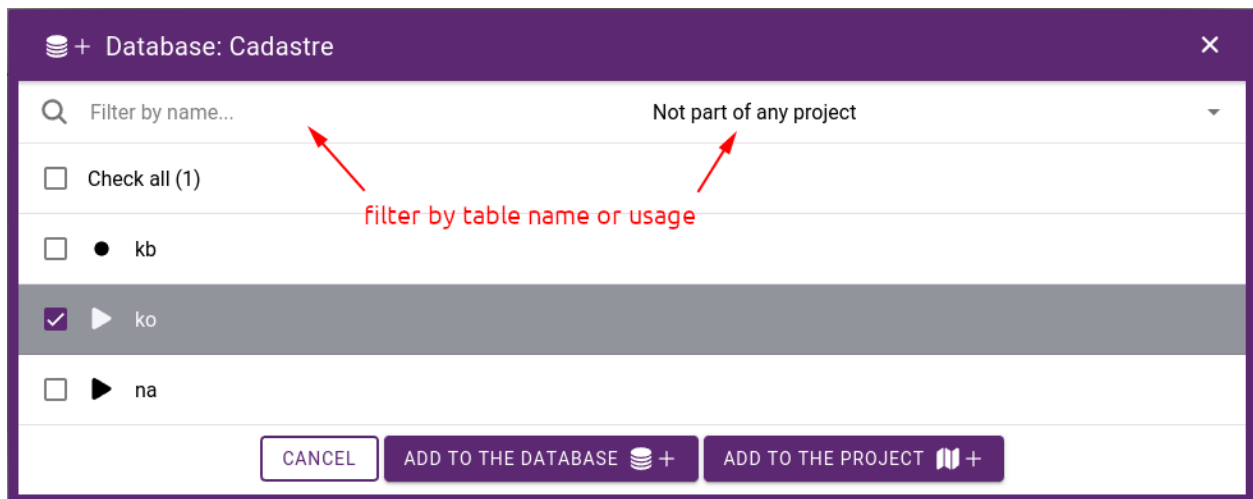 Database: Cadastre
Filter by name...
Not part of any project
Check all (1)
filter by table name or usage
kb
ko
na
CANCEL
ADD TO THE DATABASE
ADD TO THE PROJECT